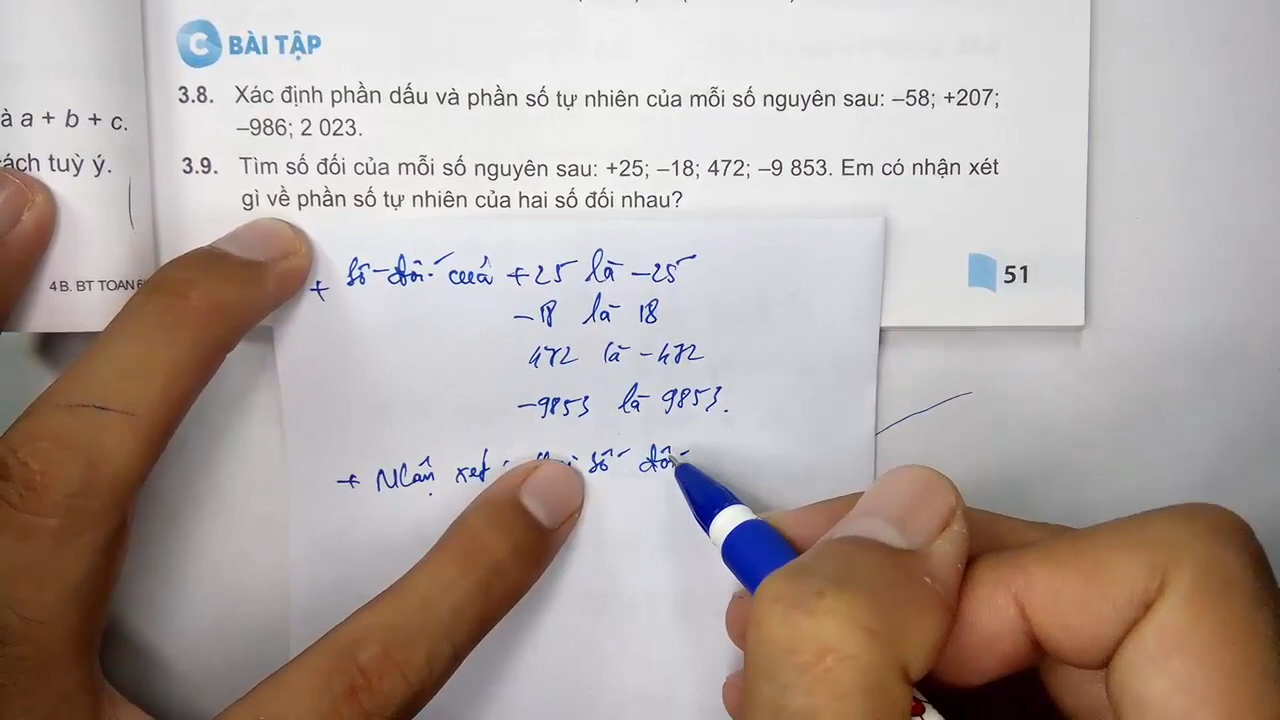 à a + b + c.
ách tuỳ ý.
4 B. BT TOAN 6
C BÀI TẬP
3.8. Xác định phần dấu và phần số tự nhiên của mỗi số nguyên sau: –58; +207;
–986; 2 023.
3.9. Tìm số đối của mỗi số nguyên sau: +25; –18; 472; –9 853. Em có nhận xét
gì về phần số tự nhiên của hai số đối nhau?
51
+ Số đối của +25 là -25
-18 là 18
472 là -472
-9853 là 9853.
+ Nhận xét số đối